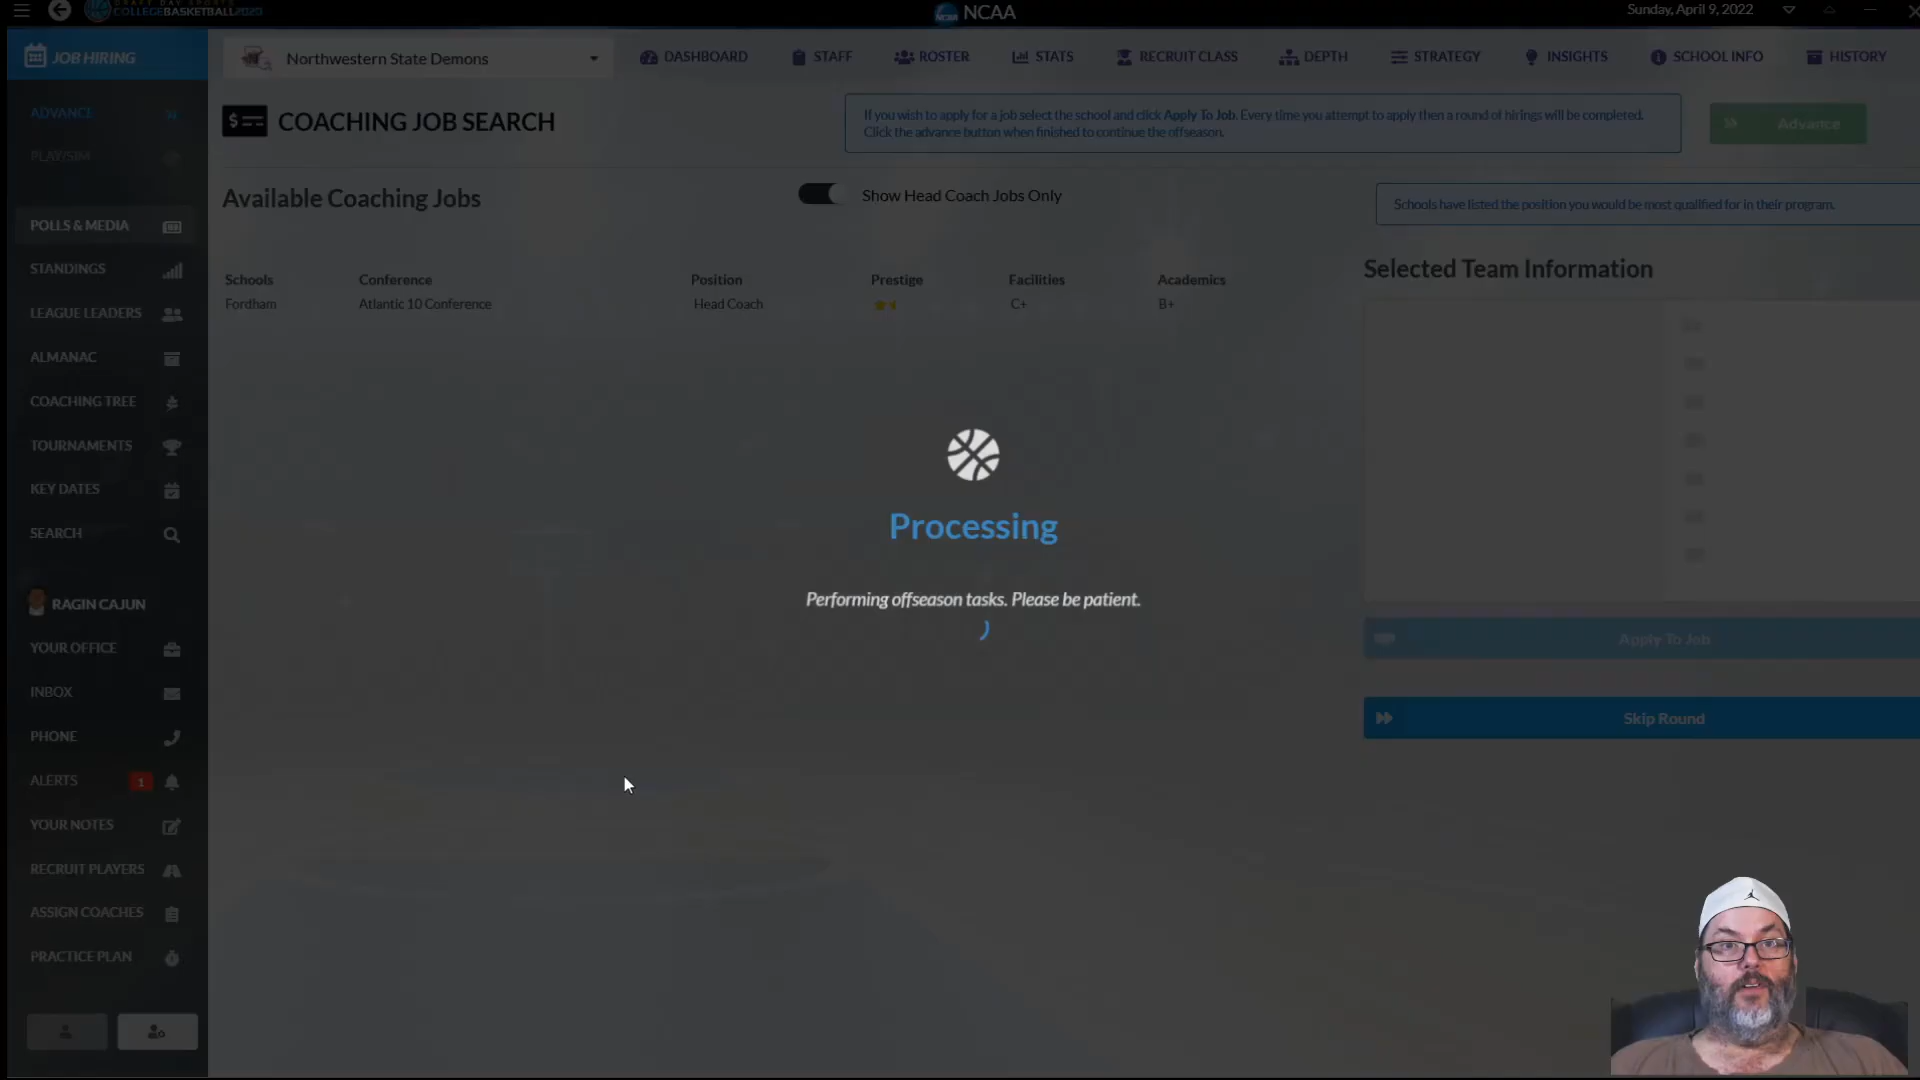 DRAFT DAY SPORTS
COLLEGEBASKETBALL2020
NCAA
Sunday, April 9, 2022
JOB HIRING
Northwestern State Demons
DASHBOARD
STAFF
ROSTER
STATS
RECRUIT CLASS
DEPTH
STRATEGY
INSIGHTS
SCHOOL INFO
HISTORY
ADVANCE
PLAY/SIM
POLLS & MEDIA
STANDINGS
LEAGUE LEADERS
ALMANAC
COACHING TREE
TOURNAMENTS
KEY DATES
SEARCH
RAGIN CAJUN
YOUR OFFICE
INBOX
PHONE
ALERTS 1
YOUR NOTES
RECRUIT PLAYERS
ASSIGN COACHES
PRACTICE PLAN
COACHING JOB SEARCH
If you wish to apply for a job select the school and click Apply To Job. Every time you attempt to apply then a round of hirings will be completed.
Click the advance button when finished to continue the offseason.
Advance
Available Coaching Jobs
Show Head Coach Jobs Only
Schools have listed the position you would be most qualified for in their program.
Schools Conference Position Prestige Facilities Academics
Fordham Atlantic 10 Conference Head Coach C+ B+
Selected Team Information
Processing
Performing offseason tasks. Please be patient.
Apply To Job
Skip Round